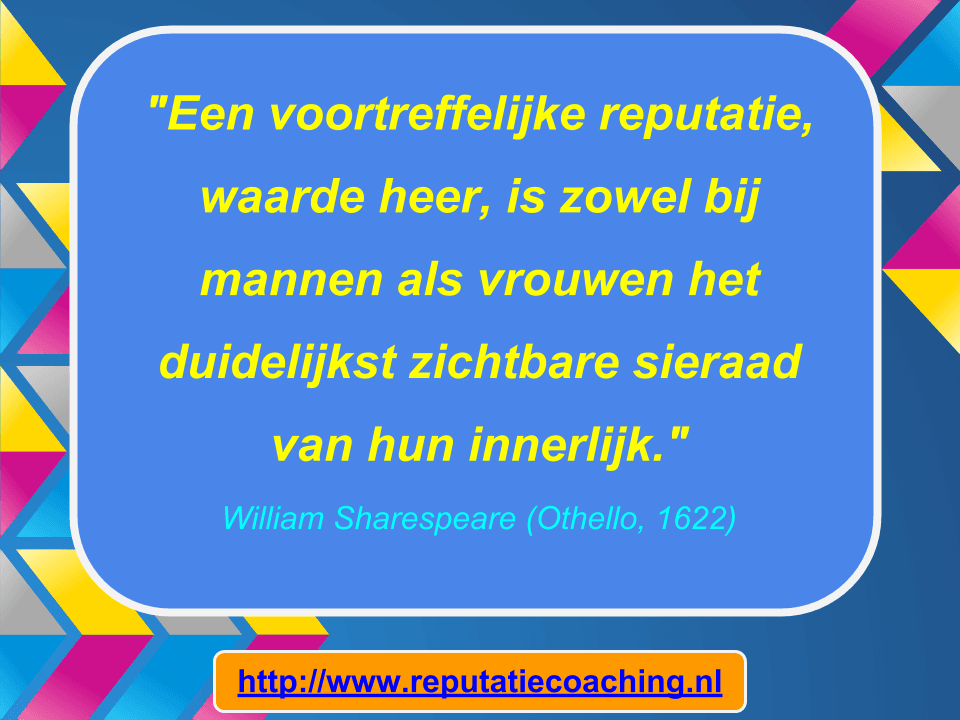 "Een voortreffelijke reputatie,
waarde heer, is zowel bij
mannen als vrouwen het
duidelijkst zichtbare sieraad
van hun innerlijk."
William Sharespeare (Othello, 1622)
http://www.reputatiecoaching.nl